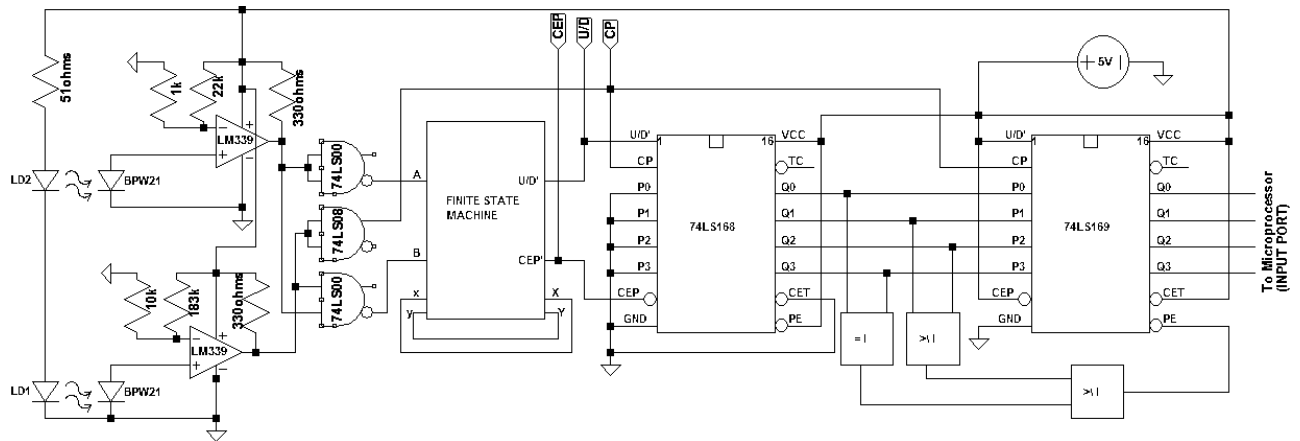 CEP
U/D
CP
51ohms
1k
22k
330ohms
LM339
LD2
BPW21
74LS00
74LS08
74LS00
10k
183k
330ohms
LM339
LD1
BPW21
A
B
x
y
FINITE STATE
MACHINE
U/D'
CEP'
X
Y
U/D'
CP
P0
P1
P2
P3
CEP
GND
1
16
74LS168
VCC
TC
Q0
Q1
Q2
Q3
CET
PE
= I
>\ I
>\ I
+ 5V I
U/D'
CP
P0
P1
P2
P3
CEP
GND
1
16
74LS169
VCC
TC
Q0
Q1
Q2
Q3
CET
PE
To Microprocessor
(INPUT PORT)